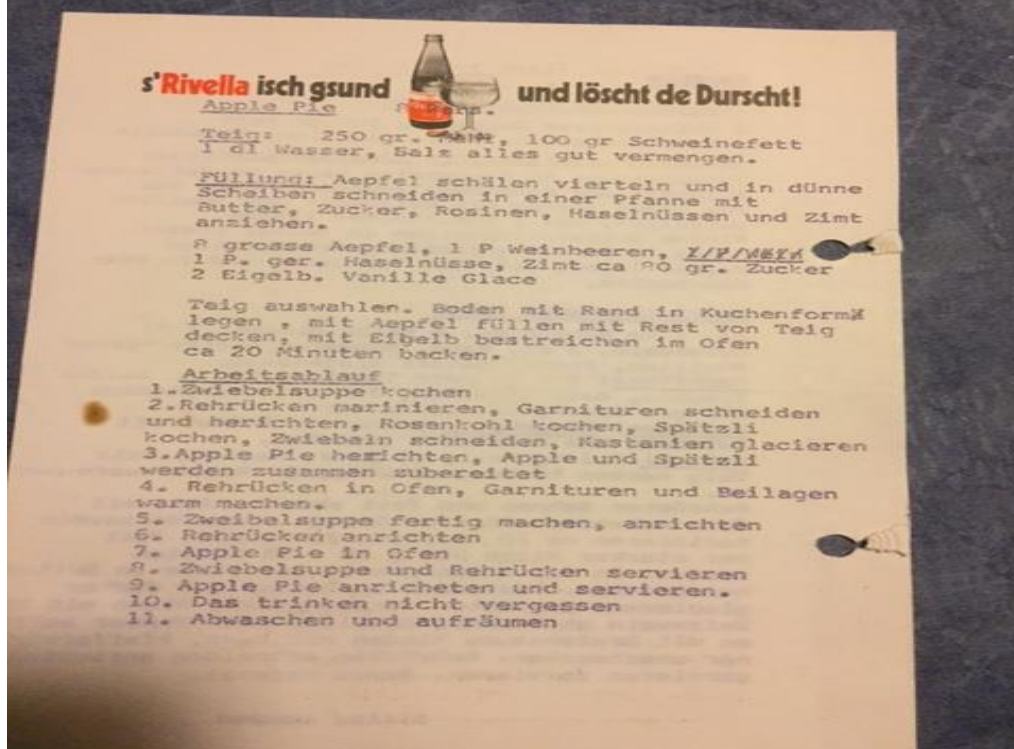 s'Rivella isch gsund und löscht de Durscht!
Apple Pie 8 Pers.
Teig: 250 gr. Mehl, 100 gr Schweinefett
1 dl Wasser, Salz alles gut vermengen.
Füllung: Aepfel schälen vierteln und in dünne
Scheiben schneiden in einer Pfanne mit
Butter, Zucker, Rosinen, Haselnüssen und Zimt
anziehen.
8 grosse Aepfel, 1 P Weinbeeren,
1 P. ger. Haselnüsse, Zimt ca 80 gr. Zucker
2 Eigelb. Vanille Glace
Teig auswahlen. Boden mit Rand in Kuchenform
legen , mit Aepfel füllen mit Rest von Teig
decken, mit Eigelb bestreichen im Ofen
ca 20 Minuten backen.
Arbeitsablauf
1.Zwiebelsuppe kochen
2.Rehrücken marinieren, Garnituren schneiden
und herichten, Rosenkohl kochen, Spätzli
kochen, Zwiebeln schneiden, Kastanien glacieren
3.Apple Pie herichten, Apple und Spätzli
werden zusammen zubereitet
4. Rehrücken in Ofen, Garnituren und Beilagen
warm machen.
5. Zweibelsuppe fertig machen, anrichten
6. Rehrücken anrichten
7. Apple Pie in Ofen
8. Zwiebelsuppe und Rehrücken servieren
9. Apple Pie anricheten und servieren.
10. Das trinken nicht vergessen
11. Abwaschen und aufräumen